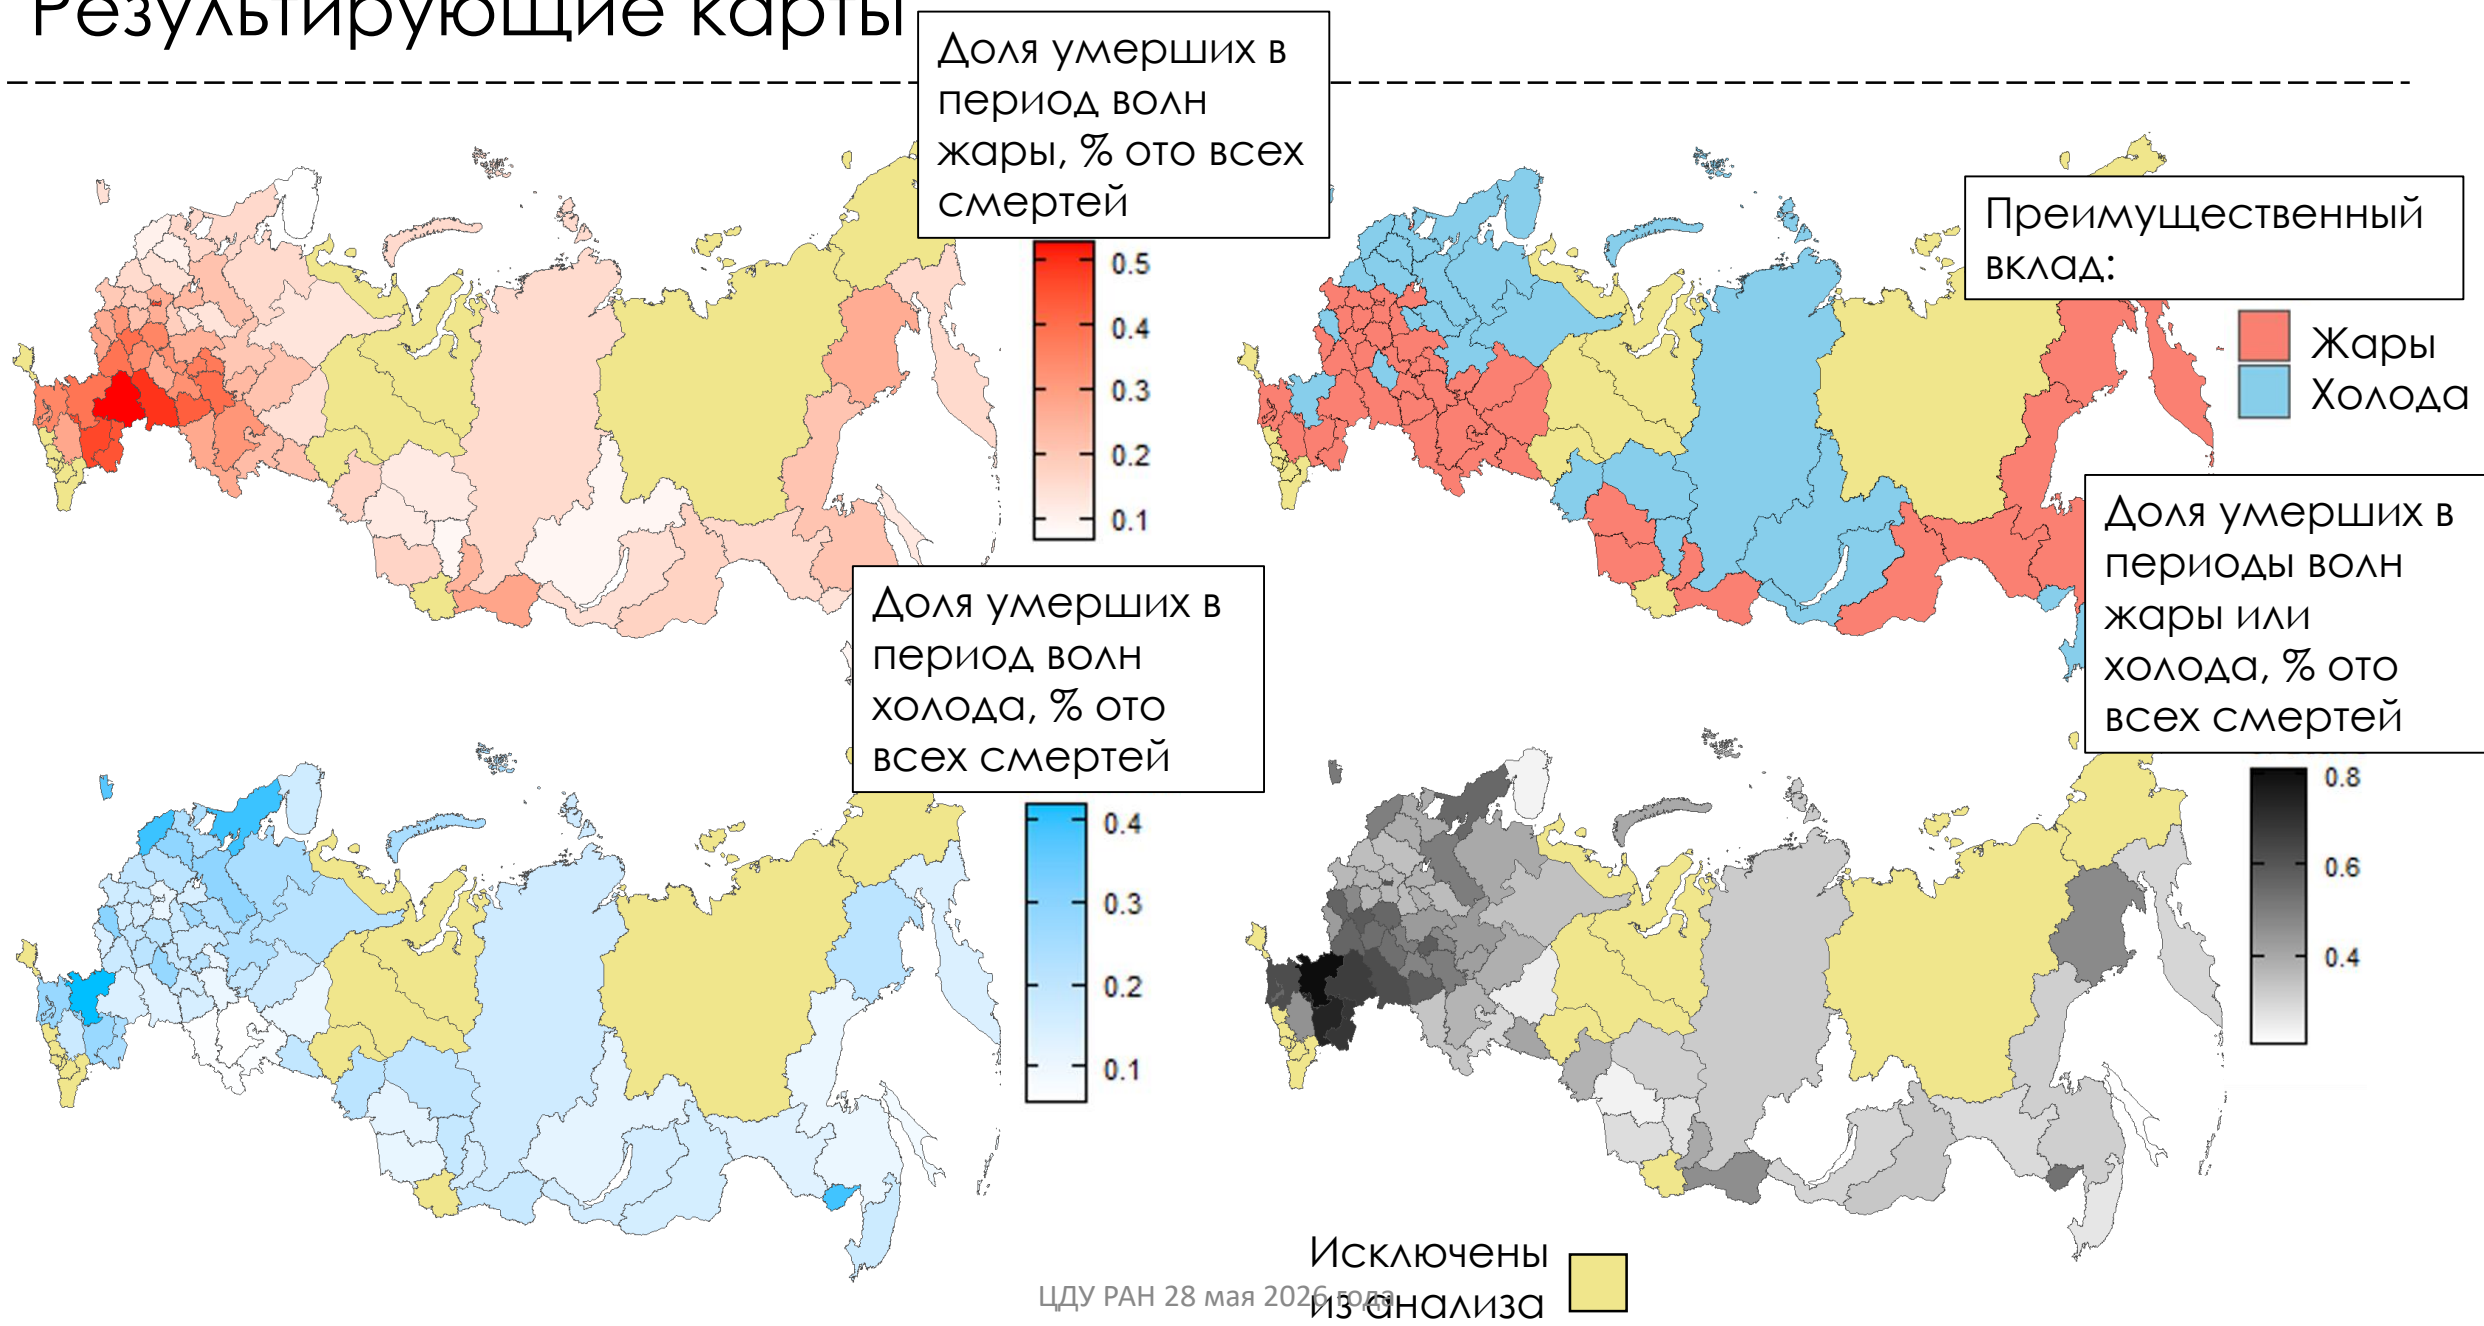 Результирующие карты
Доля умерших в
период волн
жары, % ото всех
смертей
0.5
0.4
0.3
0.2
0.1
Преимущественный
вклад:
Жары
Холода
Доля умерших в
период волн
холода, % ото
всех смертей
0.4
0.3
0.2
0.1
Доля умерших в
периоды волн
жары или
холода, % ото
всех смертей
0.8
0.6
0.4
Исключены
из анализа
ЦДУ РАН 28 мая 2026 года